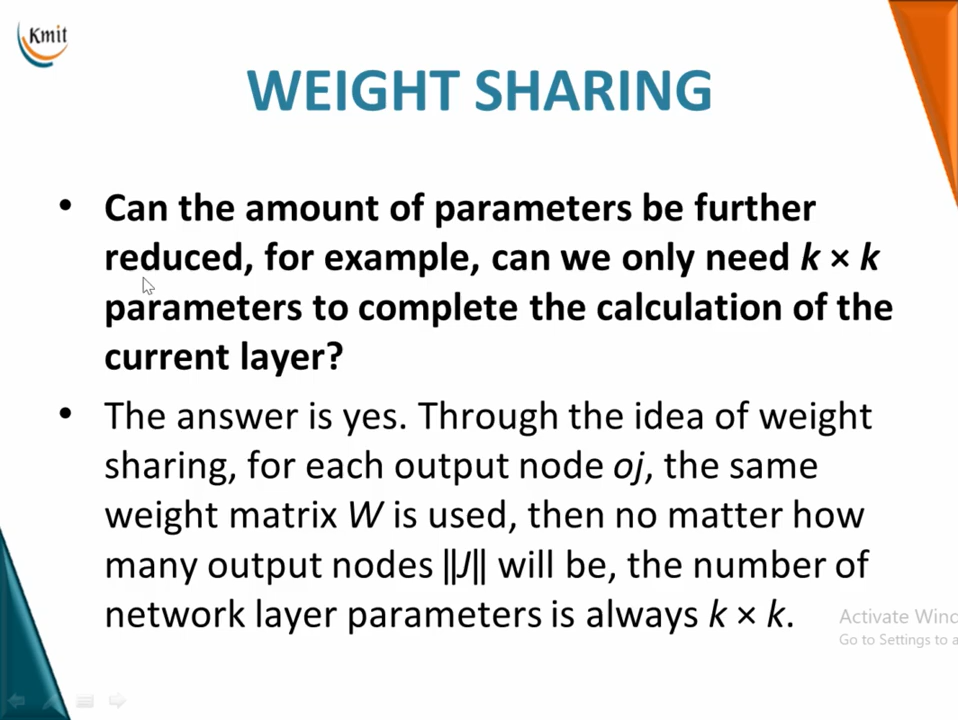 Kmit
WEIGHT SHARING
• Can the amount of parameters be further
reduced, for example, can we only need k × k
parameters to complete the calculation of the
current layer?
• The answer is yes. Through the idea of weight
sharing, for each output node oj, the same
weight matrix W is used, then no matter how
many output nodes ‖J‖ will be, the number of
network layer parameters is always k × k.
Activate Winc
Go to Settings to a